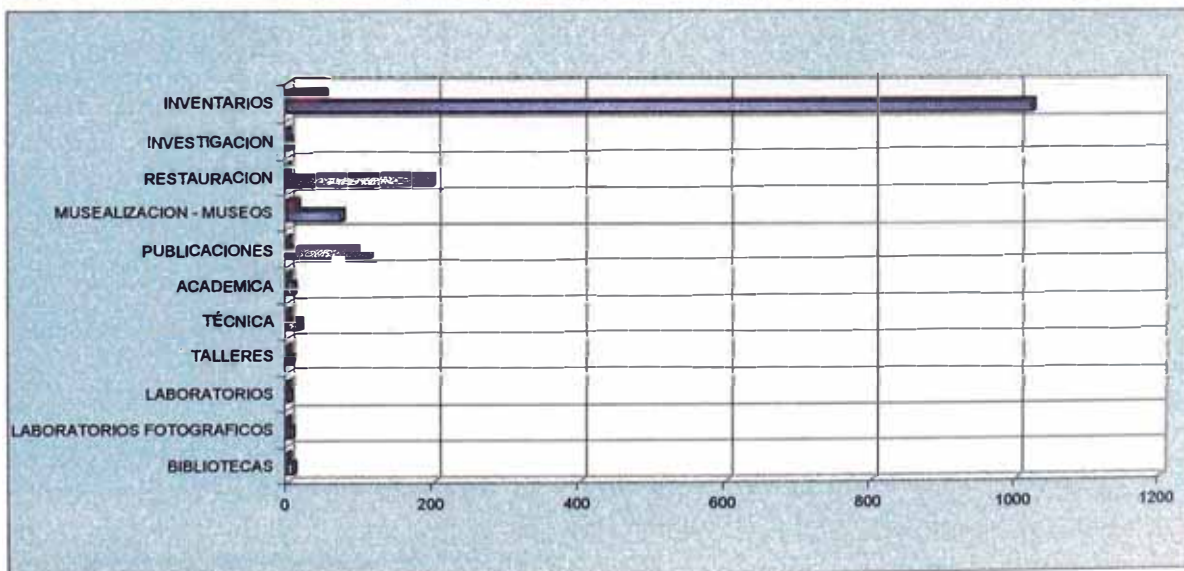 INVENTARIOS
INVESTIGACION
RESTAURACION
MUSEALIZACION - MUSEOS
PUBLICACIONES
ACADEMICA
TÉCNICA
TALLERES
LABORATORIOS
LABORATORIOS FOTOGRAFICOS
BIBLIOTECAS
0 200 400 600 800 1000 1200